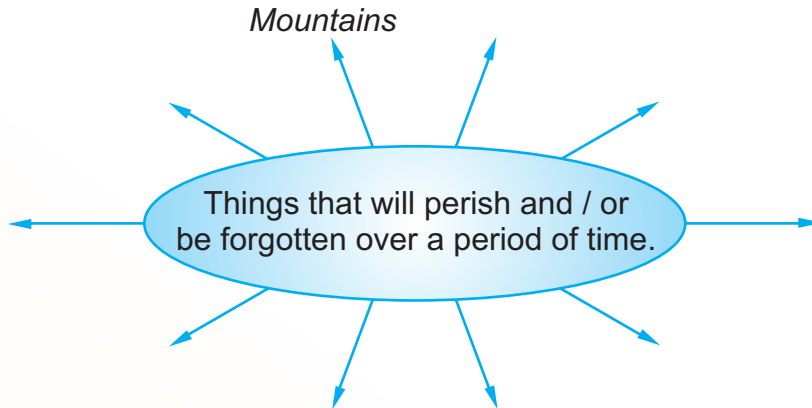 Mountains
Things that will perish and / or
be forgotten over a period of time.